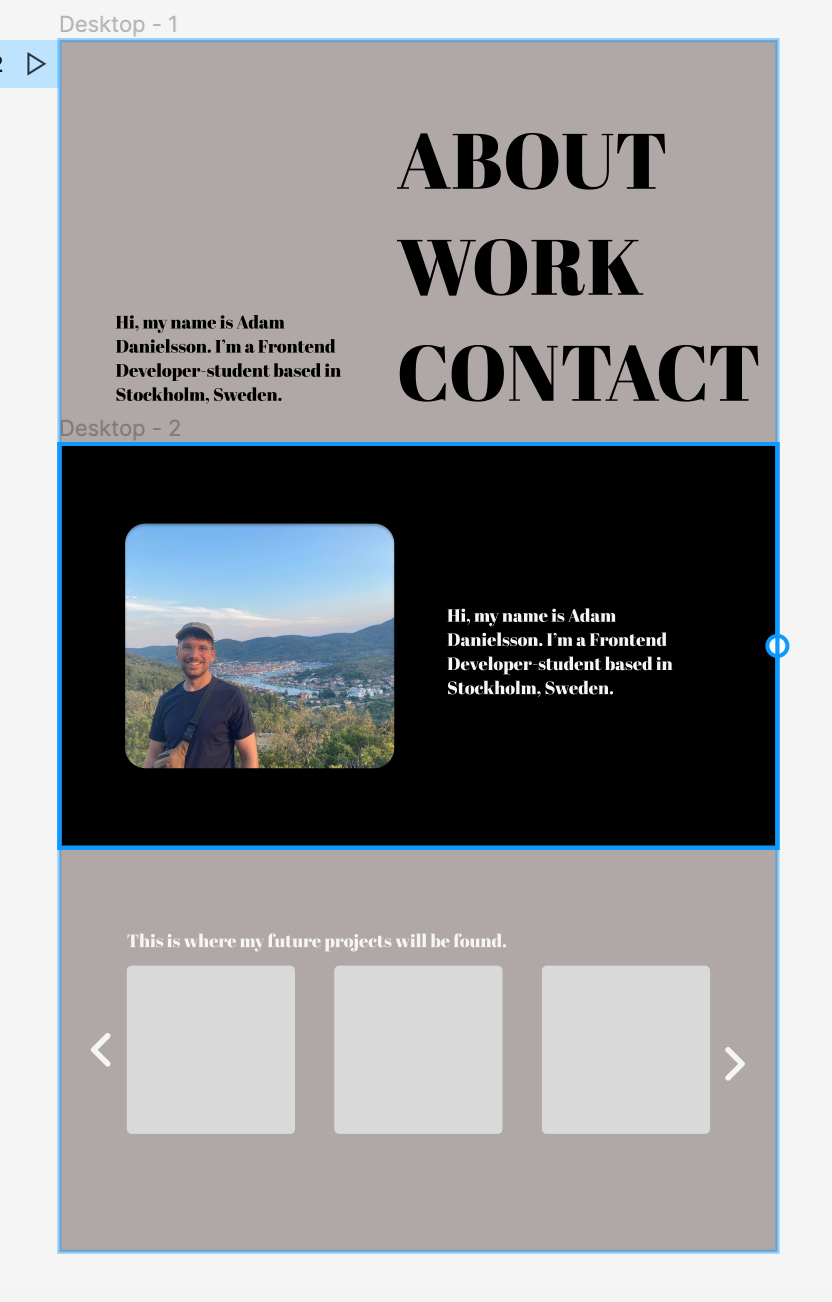 Desktop - 1
2
ABOUT
WORK
CONTACT
Hi, my name is Adam
Danielsson. I'm a Frontend
Developer-student based in
Stockholm, Sweden.
Desktop - 2
Hi, my name is Adam
Danielsson. I'm a Frontend
Developer-student based in
Stockholm, Sweden.
This is where my future projects will be found.